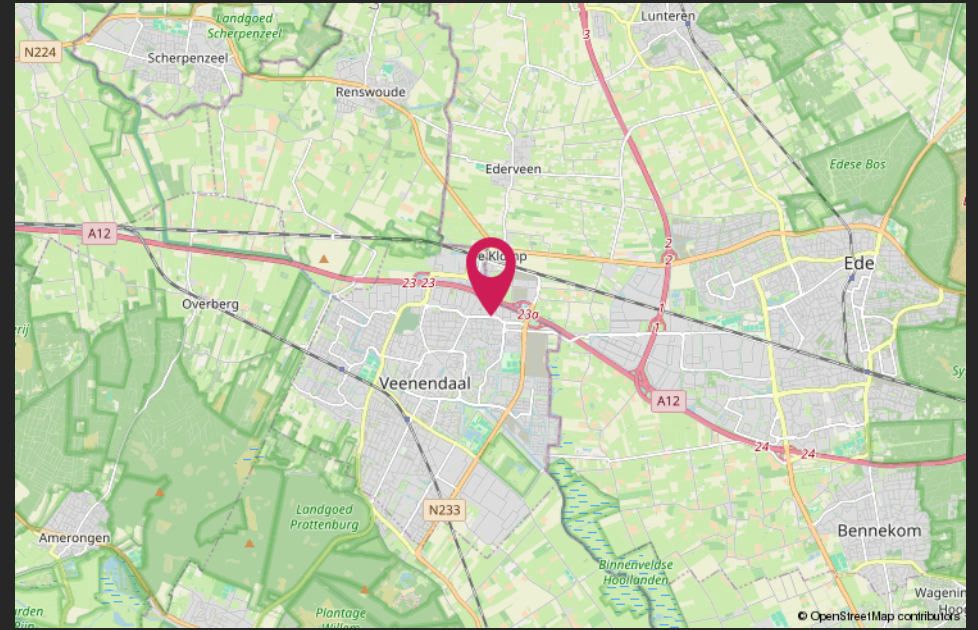 Landgoed
Scherpenzeel
Lunteren
N224
Scherpenzeel
Renswoude
3
Ederveen
Edese Bos
A12
2
2
Ede
23 23
23a
1
1
Overberg
Veenendaal
A12
24
24
N233
Landgoed
Prattenburg
Amerongen
Bennekom
Binnenveldse
Hooilanden
Plantage
© OpenStreetMap contributors